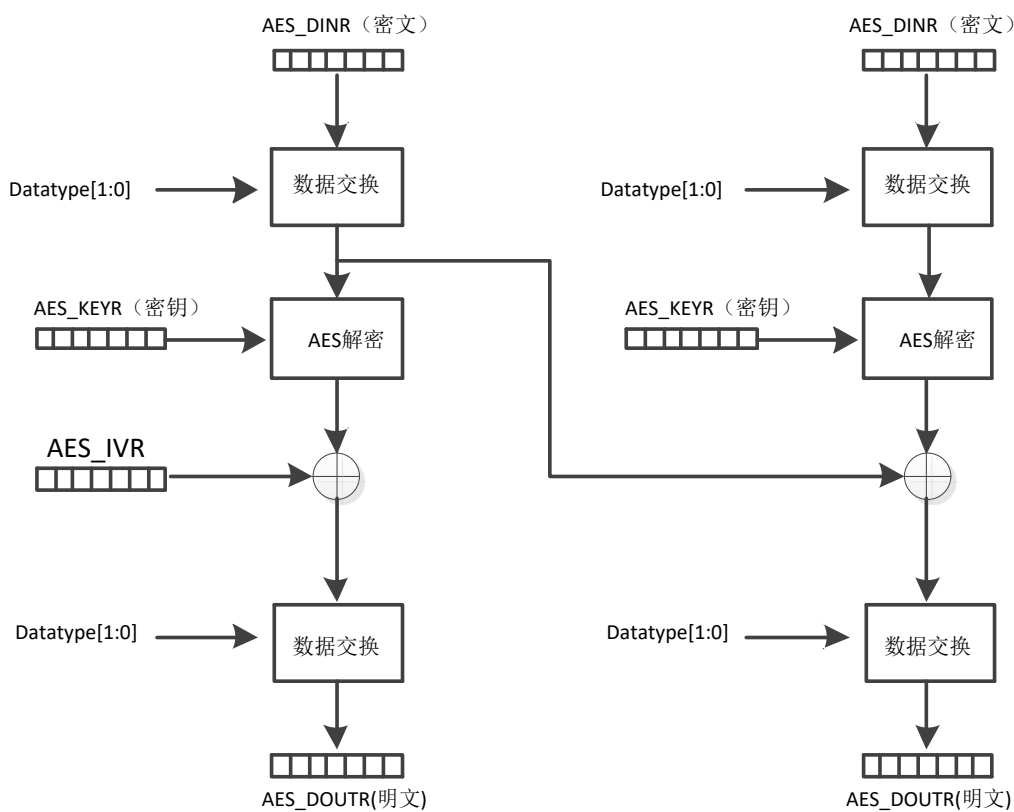 AES_DINR（密文）
AES_DINR（密文）
Datatype[1:0]
数据交换
Datatype[1:0]
数据交换
AES_KEYR（密钥）
AES解密
AES_KEYR（密钥）
AES解密
AES_IVR
Datatype[1:0]
数据交换
Datatype[1:0]
数据交换
AES_DOUTR(明文)
AES_DOUTR(明文)